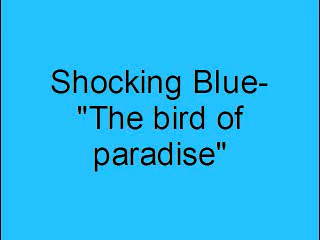 Shocking Blue-
"The bird of
paradise"